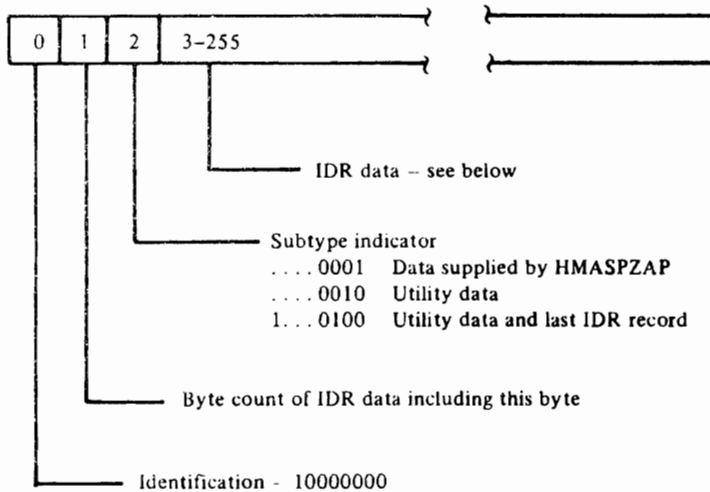 0 1 2 3-255
IDR data – see below
Subtype indicator
. . . . 0001 Data supplied by HMASPZAP
. . . . 0010 Utility data
1. . . 0100 Utility data and last IDR record
Byte count of IDR data including this byte
Identification - 10000000